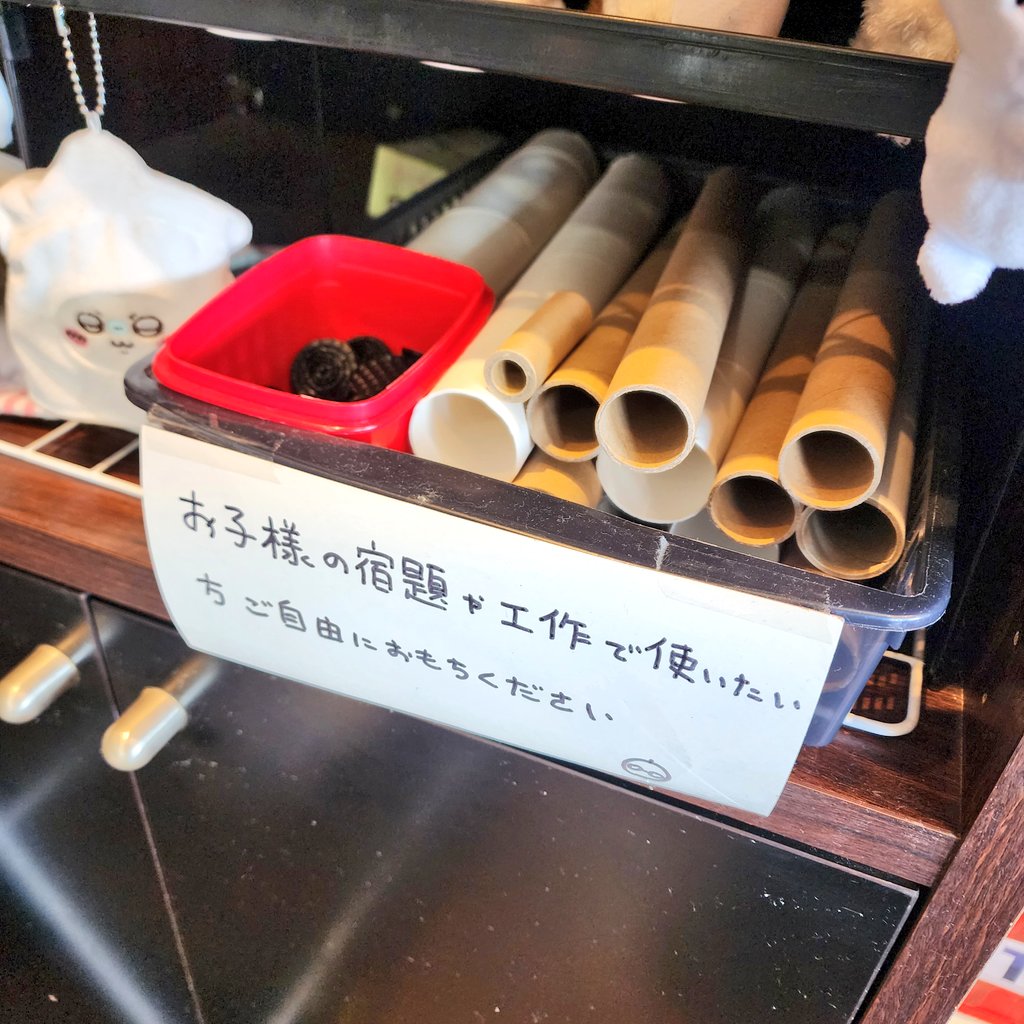 お子様の宿題や工作で使いたい
ち ご自由におもちください